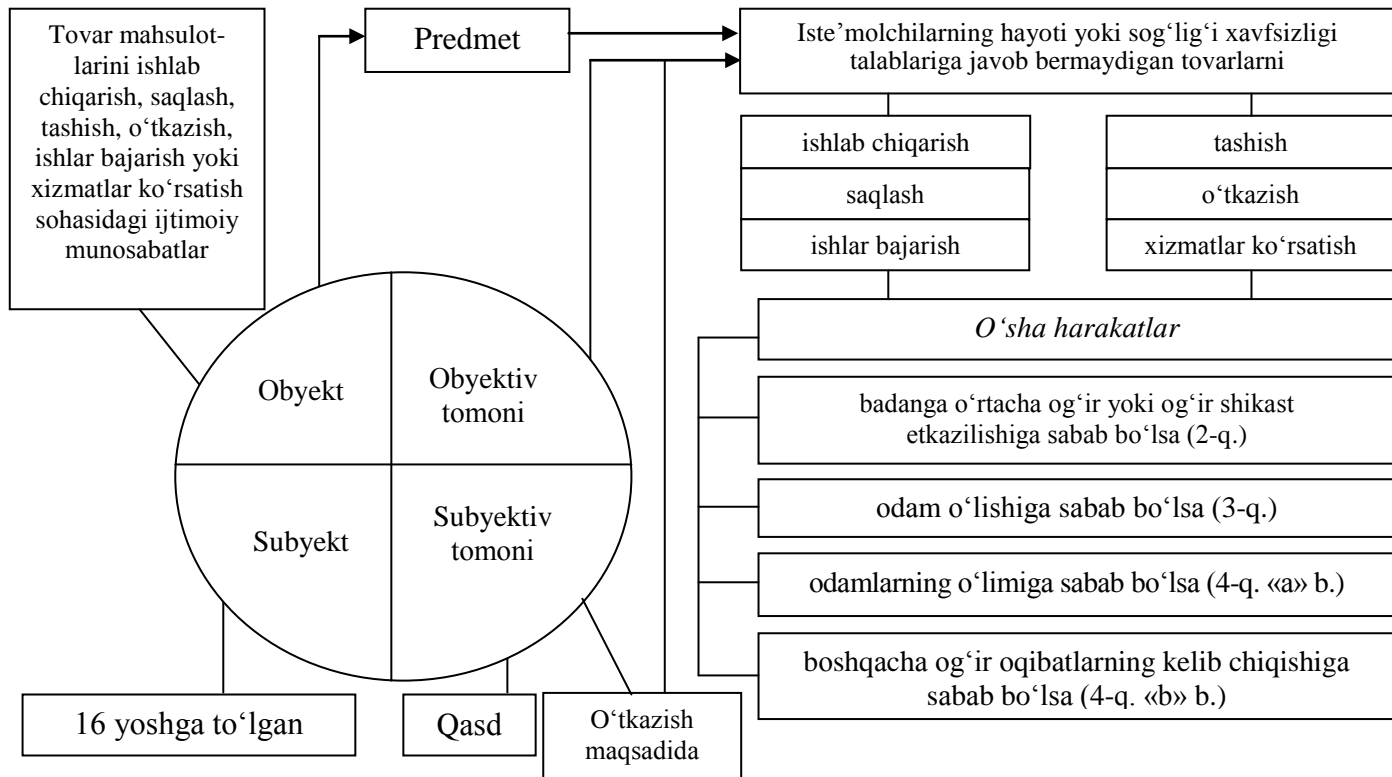 Tovar mahsulot-
larini ishlab
chiqarish, saqlash,
tashish, o‘tkazish,
ishlar bajarish yoki
xizmatlar ko‘rsatish
sohasidagi ijtimoiy
munosabatlar
Predmet
Iste’molchilarning hayoti yoki sog‘lig‘i xavfsizligi
talablariga javob bermaydigan tovarlarni
ishlab chiqarish
tashish
saqlash
o‘tkazish
ishlar bajarish
xizmatlar ko‘rsatish
O‘sha harakatlar
badanga o‘rtacha og‘ir yoki og‘ir shikast
etkazilishiga sabab bo‘lsa (2-q.)
odam o‘lishiga sabab bo‘lsa (3-q.)
odamlarning o‘limiga sabab bo‘lsa (4-q. «a» b.)
boshqacha og‘ir oqibatlarning kelib chiqishiga
sabab bo‘lsa (4-q. «b» b.)
Obyekt
Obyektiv
tomoni
Subyekt
Subyektiv
tomoni
16 yoshga to‘lgan
Qasd
O‘tkazish
maqsadida